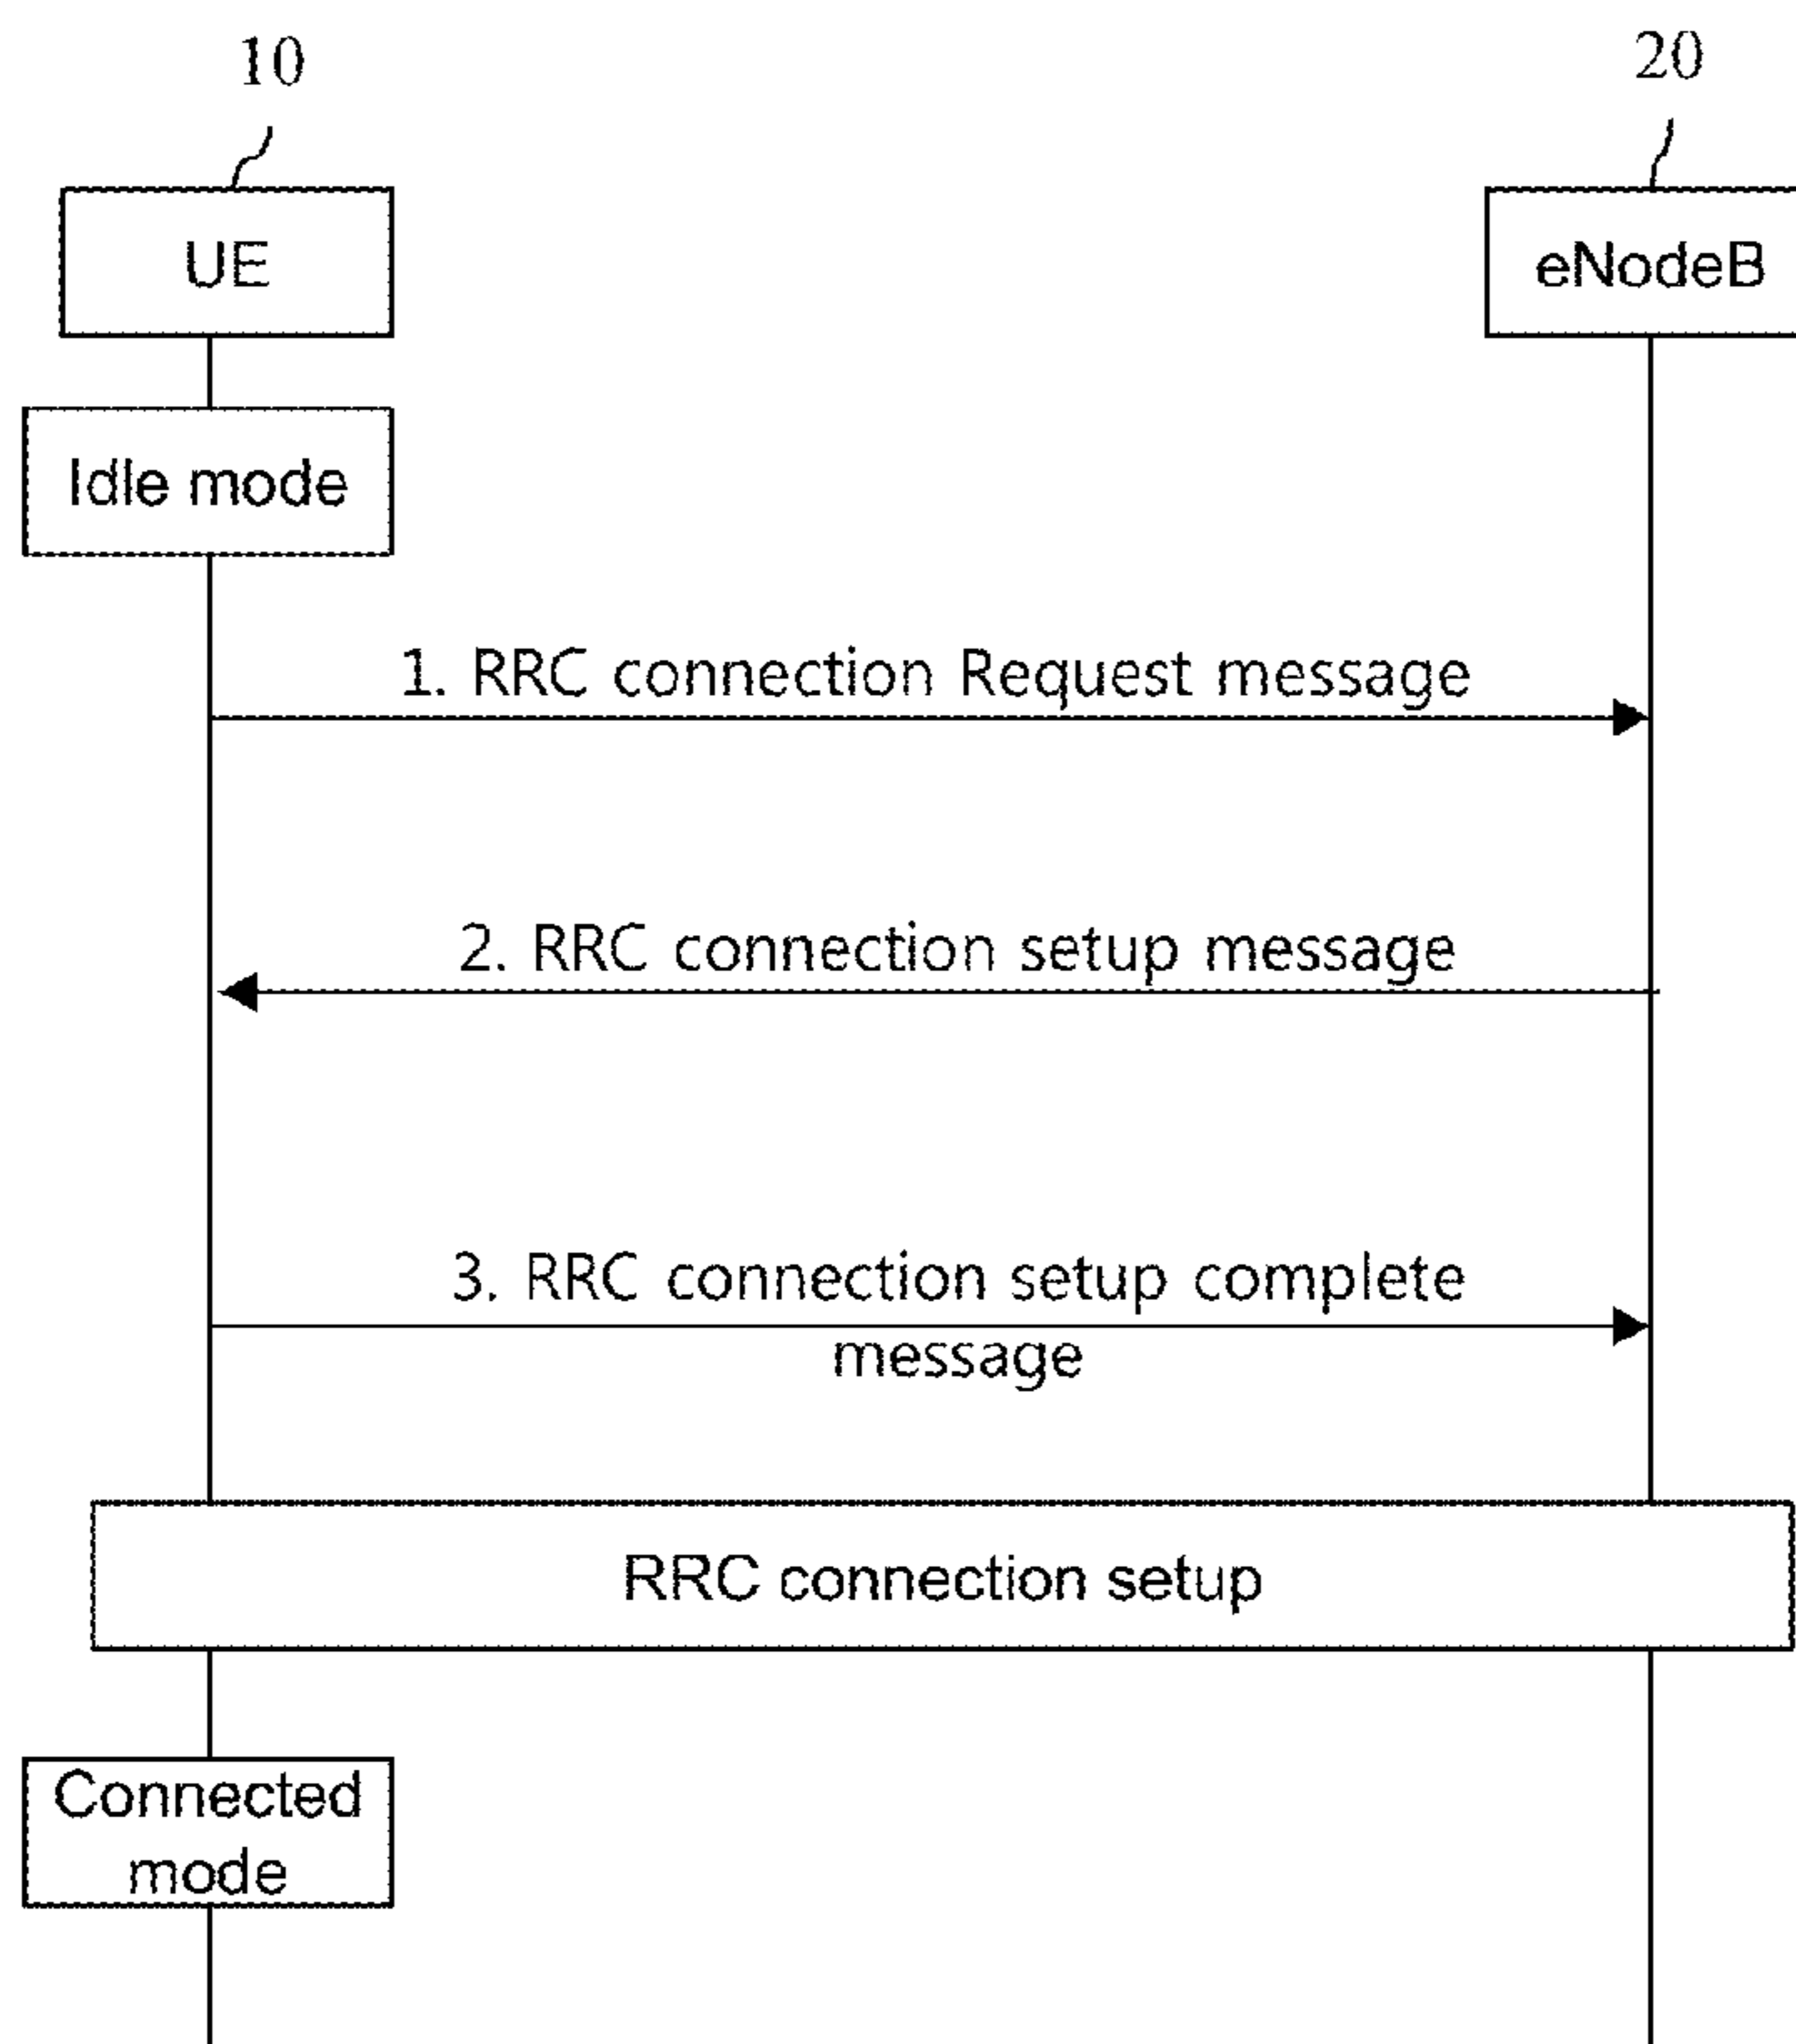 10
20
UE
eNodeB
Idle mode
1. RRC connection Request message
2. RRC connection setup message
3. RRC connection setup complete
message
RRC connection setup
Connected
mode